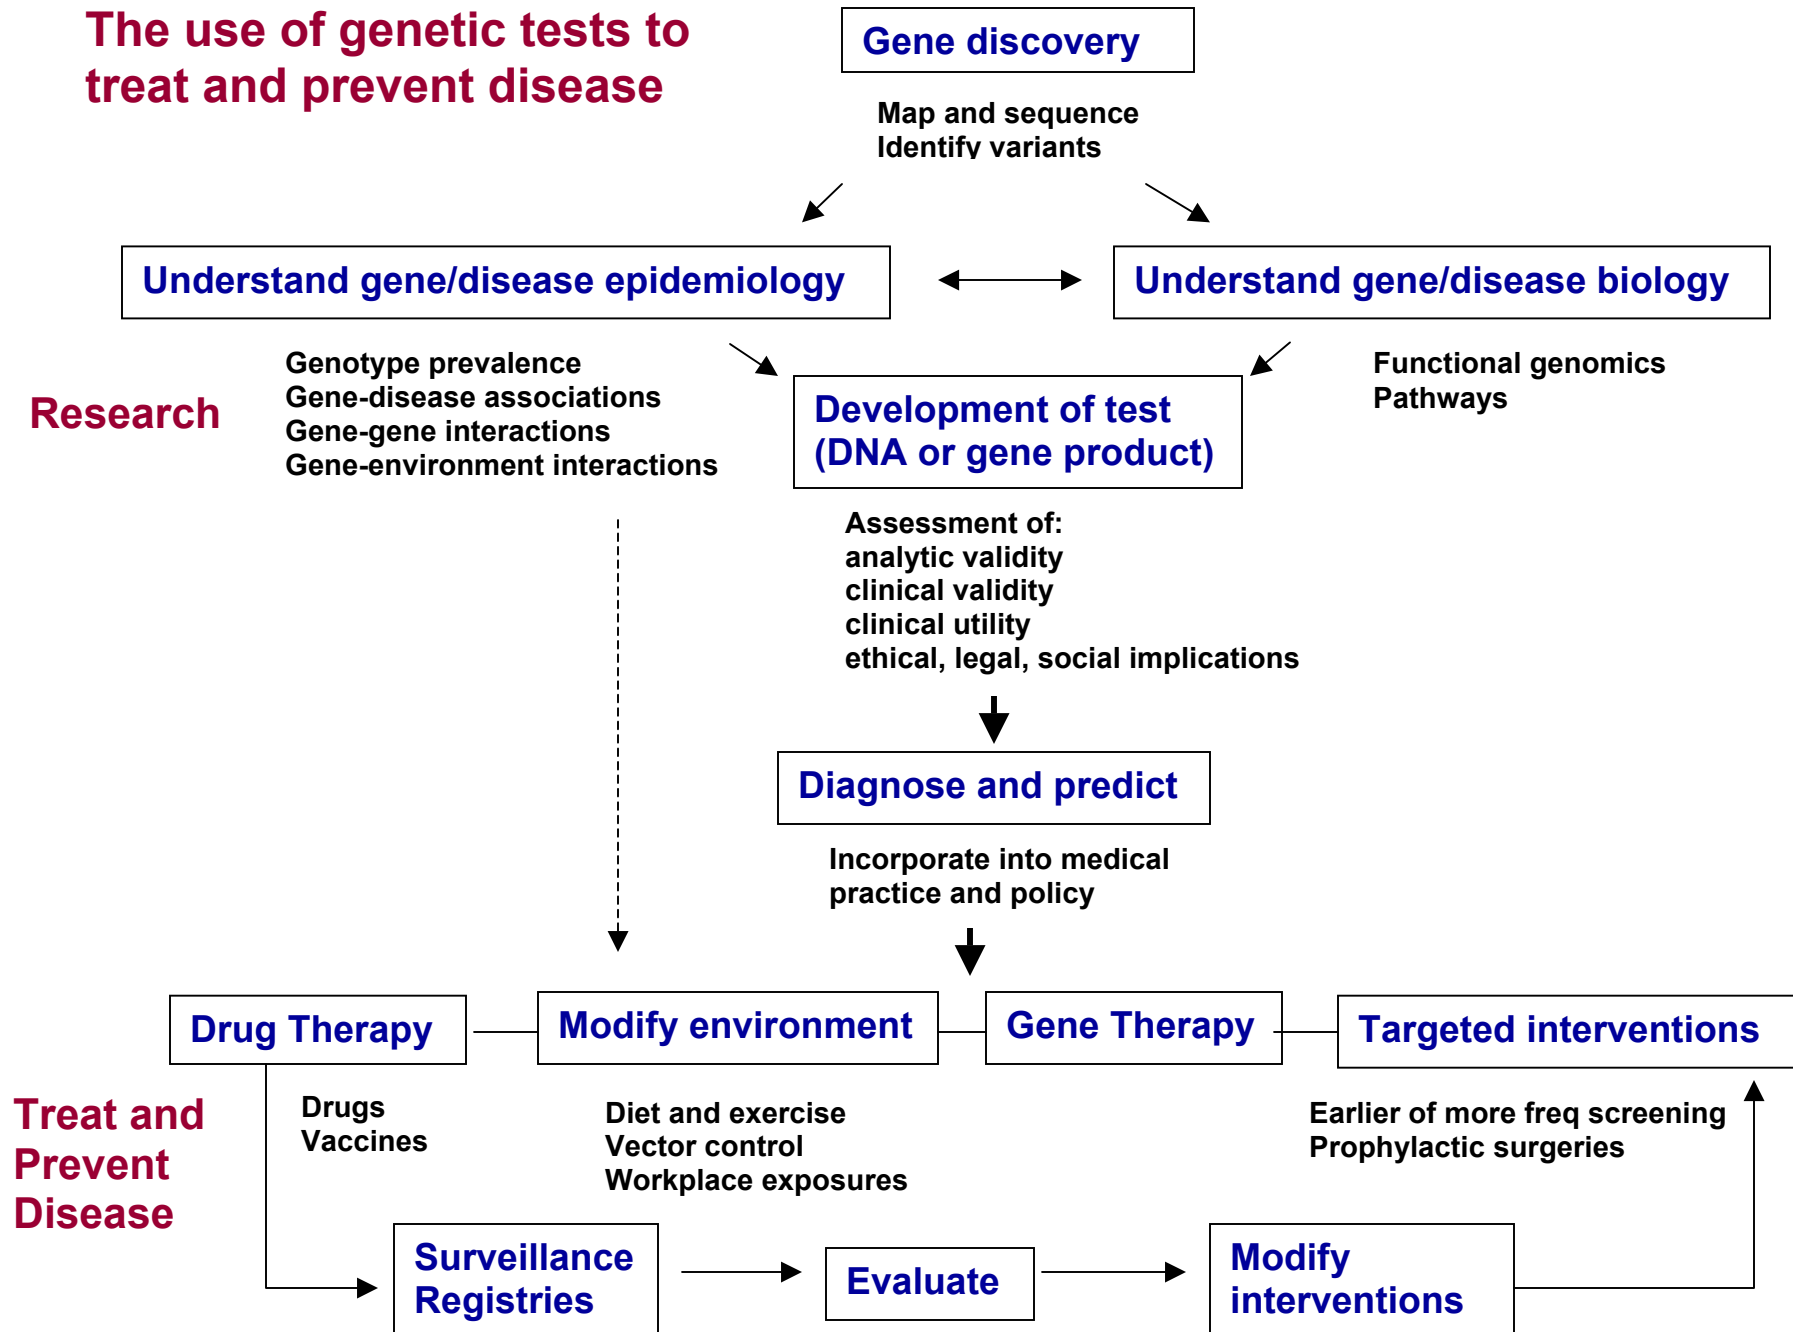 The use of genetic tests to
treat and prevent disease
Gene discovery
Map and sequence
Identify variants
Understand gene/disease epidemiology
Understand gene/disease biology
Genotype prevalence
Gene-disease associations
Gene-gene interactions
Gene-environment interactions
Functional genomics
Pathways
Research
Development of test
(DNA or gene product)
Assessment of:
analytic validity
clinical validity
clinical utility
ethical, legal, social implications
Diagnose and predict
Incorporate into medical
practice and policy
Drug Therapy
Modify environment
Gene Therapy
Targeted interventions
Treat and
Prevent
Disease
Drugs
Vaccines
Diet and exercise
Vector control
Workplace exposures
Earlier of more freq screening
Prophylactic surgeries
Surveillance
Registries
Evaluate
Modify
interventions